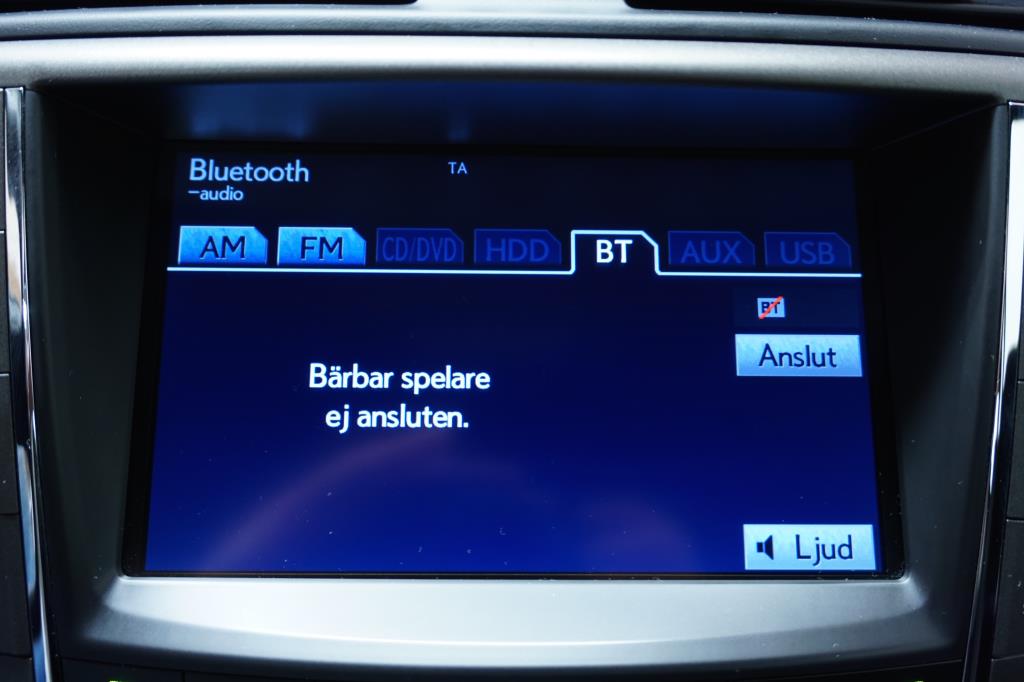 Bluetooth
TA
–audio
AM FM CD/DVD HDD BT AUX USB
BT
Anslut
Bärbar spelare
ej ansluten.
Ljud